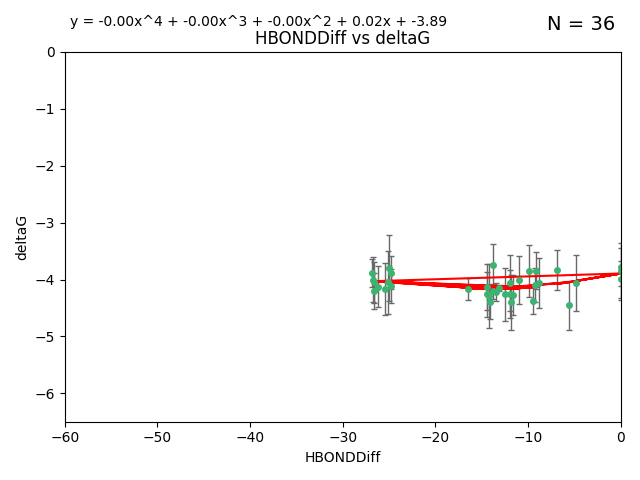 y = -0.00x^4 + -0.00x^3 + -0.00x^2 + 0.02x + -3.89
N = 36
HBONDDiff vs deltaG
0
−1
−2
−3
−4
−5
−6
deltaG
−60
−50
−40
−30
−20
−10
0
HBONDDiff